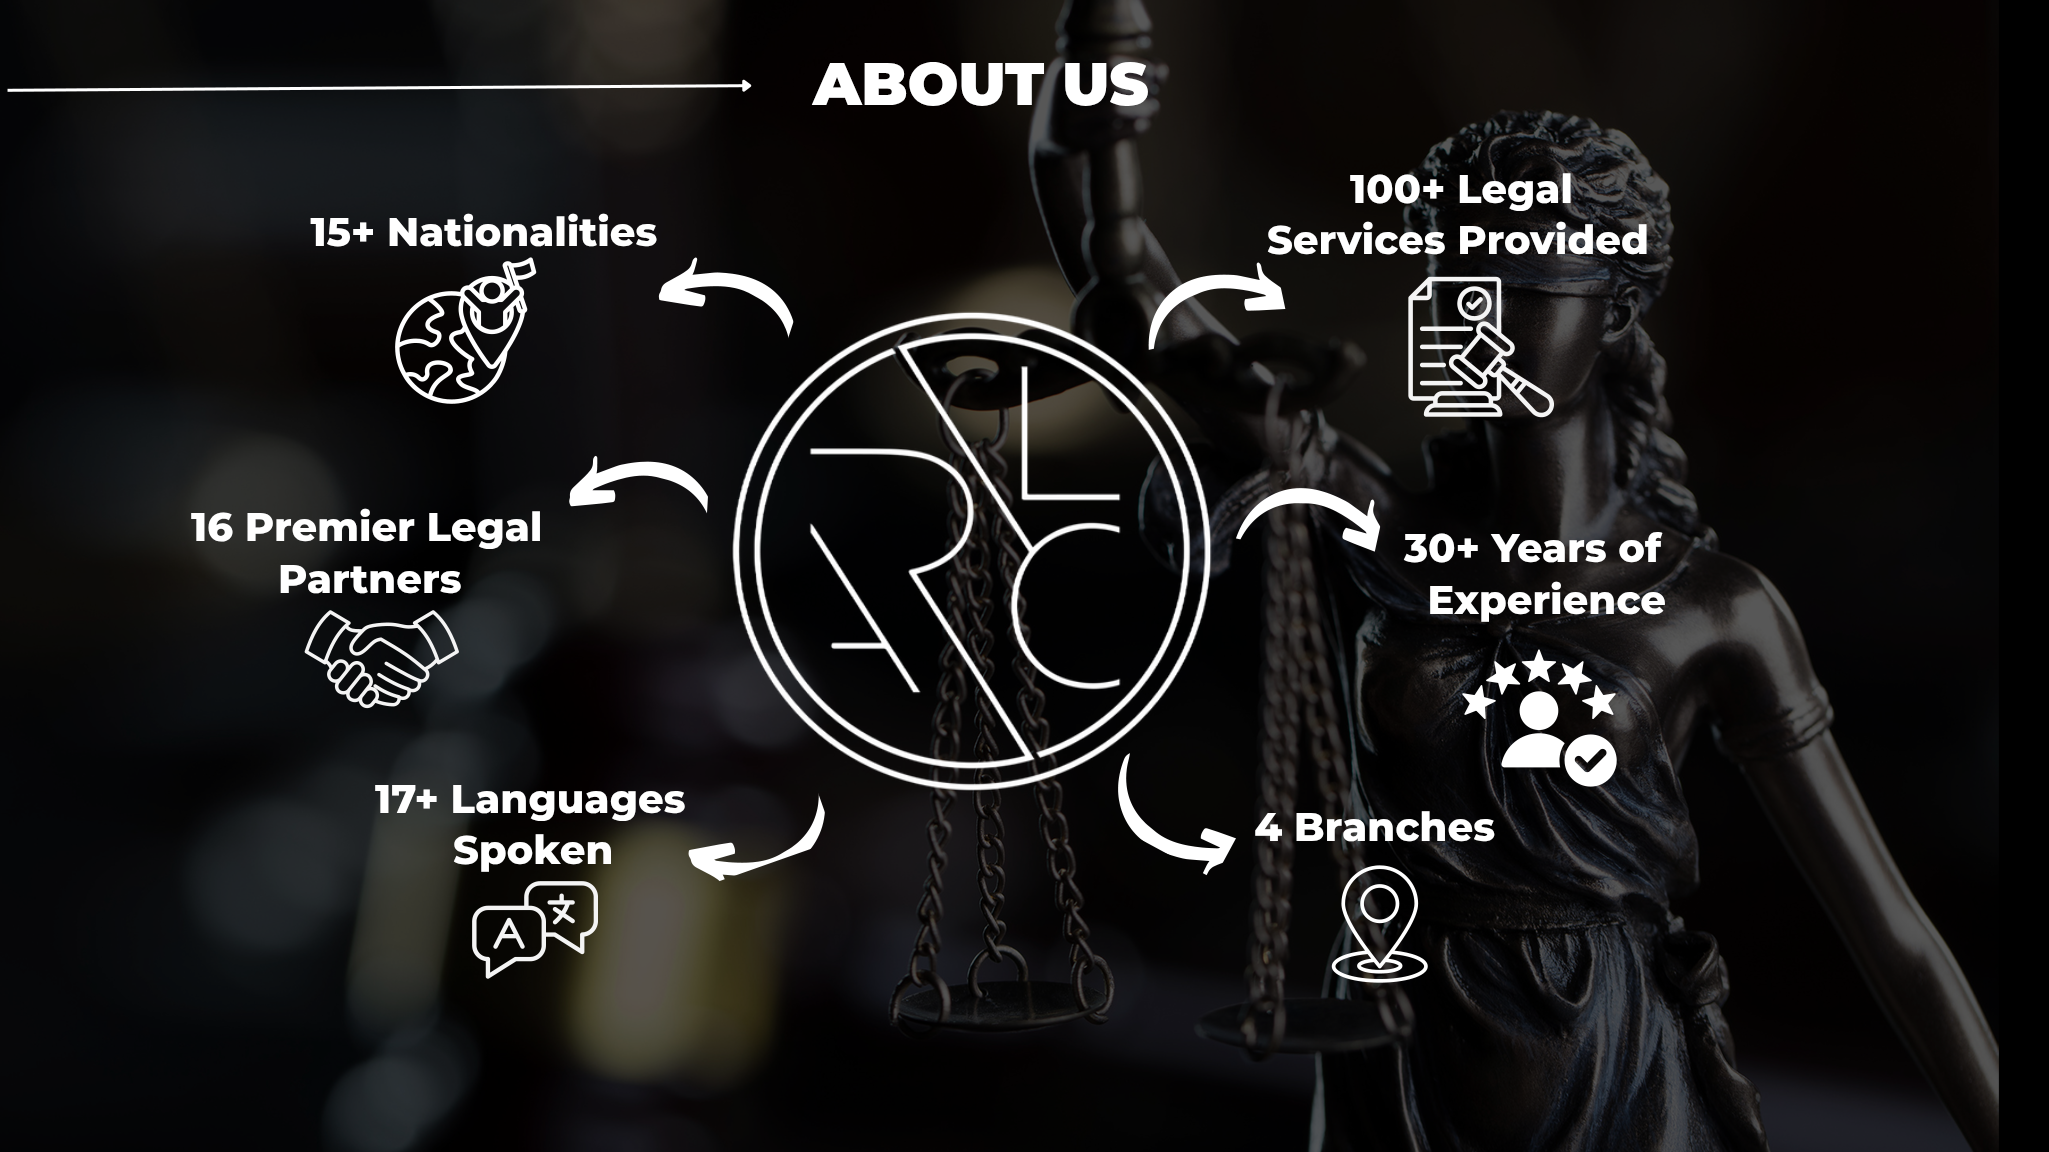 ABOUT US
15+ Nationalities
100+ Legal
Services Provided
16 Premier Legal
Partners
30+ Years of
Experience
17+ Languages
Spoken
A 文
4 Branches
A R L C